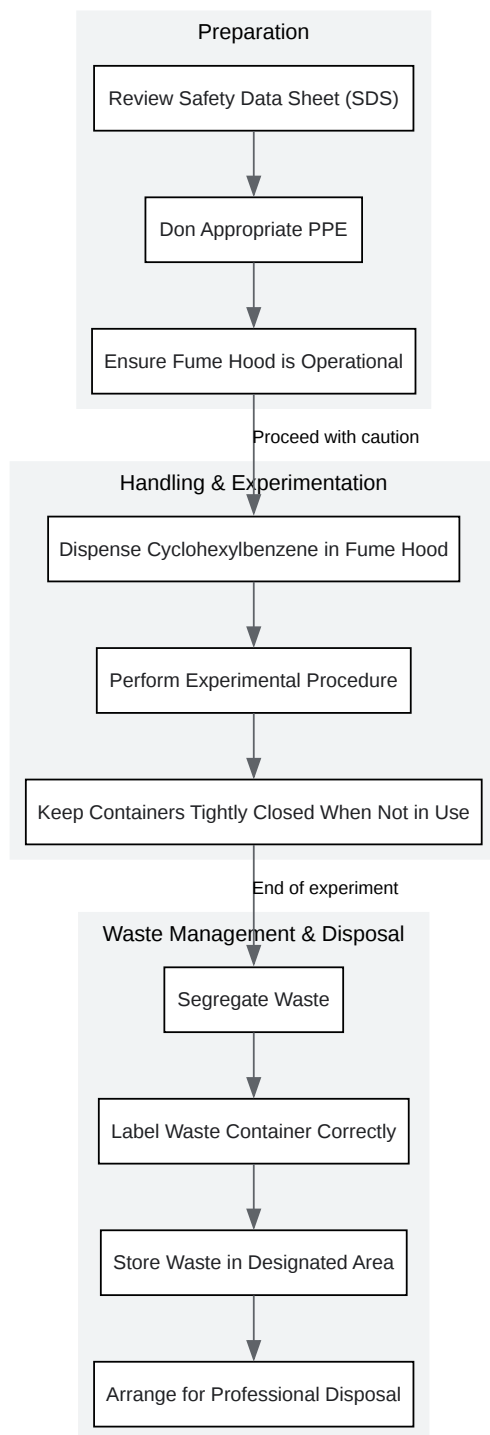 Preparation
Review Safety Data Sheet (SDS)
Don Appropriate PPE
Ensure Fume Hood is Operational
Proceed with caution
Handling & Experimentation
Dispense Cyclohexylbenzene in Fume Hood
Perform Experimental Procedure
Keep Containers Tightly Closed When Not in Use
End of experiment
Waste Management & Disposal
Segregate Waste
Label Waste Container Correctly
Store Waste in Designated Area
Arrange for Professional Disposal